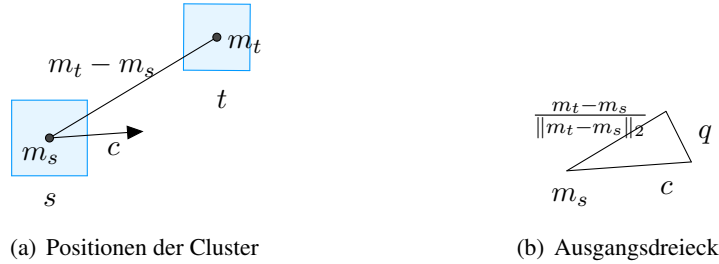 m_t
m_t − m_s
t
m_s
c
s
(a) Positionen der Cluster
m_t−m_s
‖m_t−m_s‖_2
q
m_s
c
(b) Ausgangsdreieck